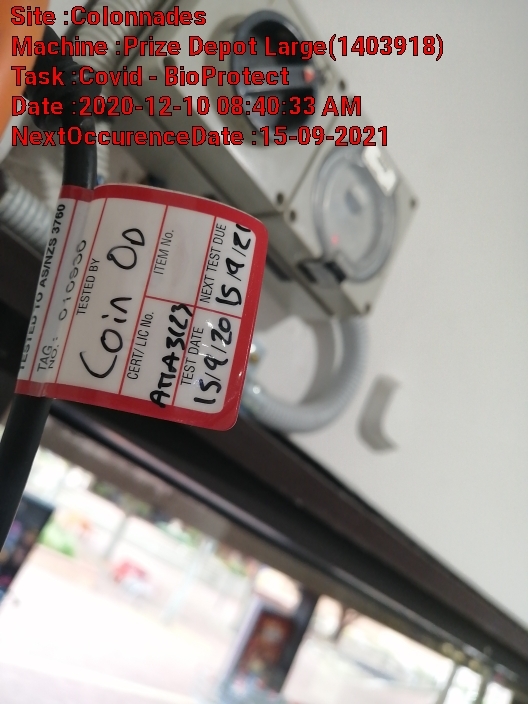 Site :Colonnades
Machine :Prize Depot Large(1403918)
Task :Covid - BioProtect
Date :2020-12-10 08:40:33 AM
NextOccurenceDate :15-09-2021
TESTED TO AS/NZS 3760
TAG NO.:
TESTED BY
Coin OD
CERT/LIC No.
ITEM No.
TEST DATE
15/9/20
NEXT TEST DUE
15/9/21